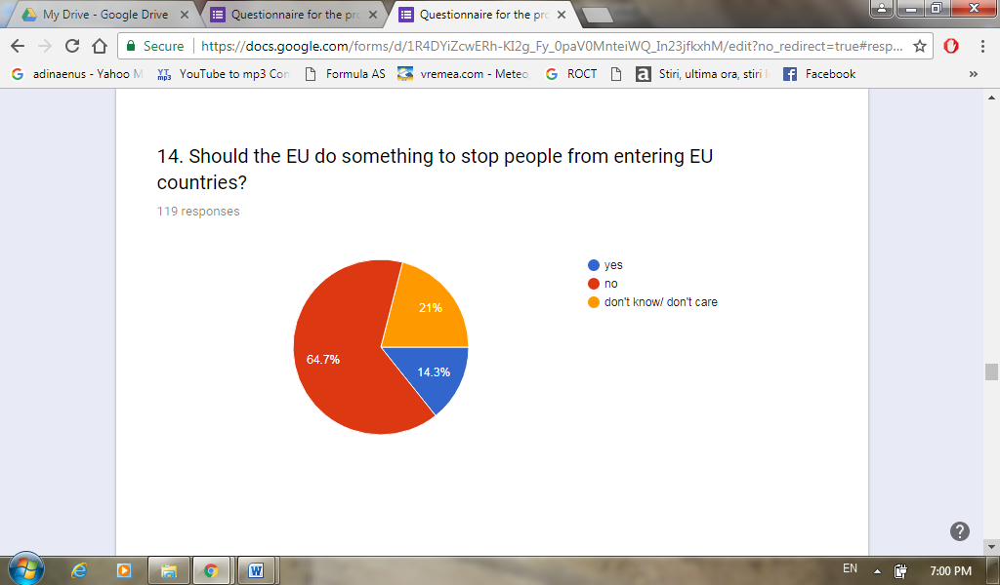 My Drive - Google Drive
Questionnaire for the pro
Questionnaire for the pro
Secure
https://docs.google.com/forms/d/1R4DYiZcwERh-KI2g_Fy_0paV0MnteiWQ_In23jfkxhM/edit?no_redirect=true#resp...
adinaenus - Yahoo M
YouTube to mp3 Con
Formula AS
vremea.com - Meteo
ROCT
Stiri, ultima ora, stiri
Facebook
14. Should the EU do something to stop people from entering EU
countries?
119 responses
yes
no
don't know/ don't care
21%
64.7%
14.3%
EN
7:00 PM